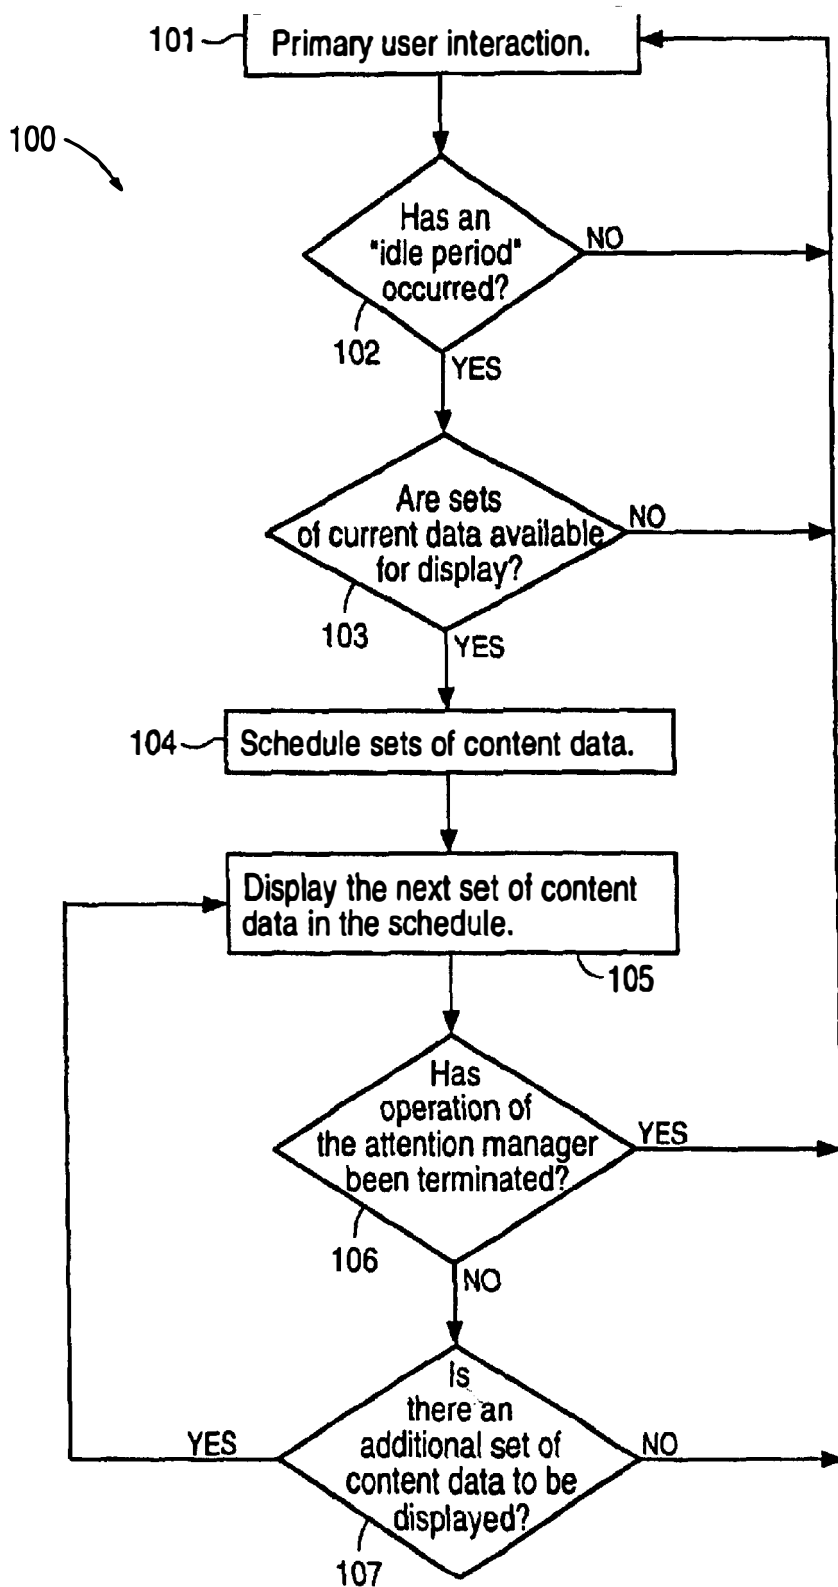 101
Primary user interaction.
100
Has an
"idle period"
occurred?
NO
102
YES
Are sets
of current data available
for display?
NO
103
YES
104
Schedule sets of content data.
Display the next set of content
data in the schedule.
105
Has
operation of
the attention manager
been terminated?
YES
106
NO
Is
there an
additional set of
content data to be
displayed?
YES
NO
107